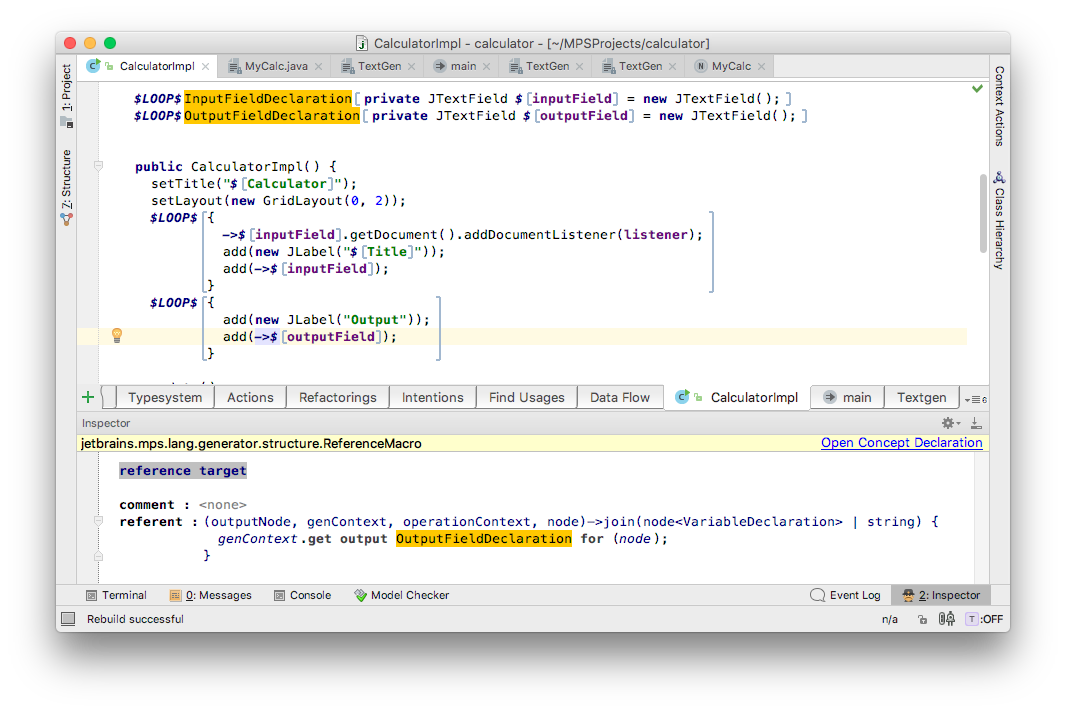 CalculatorImpl - calculator - [~/MPSProjects/calculator]
1: Project
Z: Structure
CalculatorImpl × MyCalc.java × TextGen × main × TextGen × TextGen × MyCalc ×
Context Actions
Class Hierarchy
$LOOP$ InputFieldDeclaration [ private JTextField $[inputField] = new JTextField(); ]
$LOOP$ OutputFieldDeclaration [ private JTextField $[outputField] = new JTextField(); ]
public CalculatorImpl() {
setTitle("$[Calculator]");
setLayout(new GridLayout(0, 2));
$LOOP$ [{
->$[inputField].getDocument().addDocumentListener(listener);
add(new JLabel("$[Title]"));
add(->$[inputField]);
}]
$LOOP$ [{
add(new JLabel("Output"));
add(->$[outputField]);
}]
Typesystem Actions Refactorings Intentions Find Usages Data Flow CalculatorImpl main Textgen 6
Inspector
jetbrains.mps.lang.generator.structure.ReferenceMacro Open Concept Declaration
reference target
comment : <none>
referent : (outputNode, genContext, operationContext, node)->join(node<VariableDeclaration> | string) {
genContext.get output OutputFieldDeclaration for (node);
}
Terminal 0: Messages Console Model Checker Event Log 2: Inspector
Rebuild successful n/a T :OFF